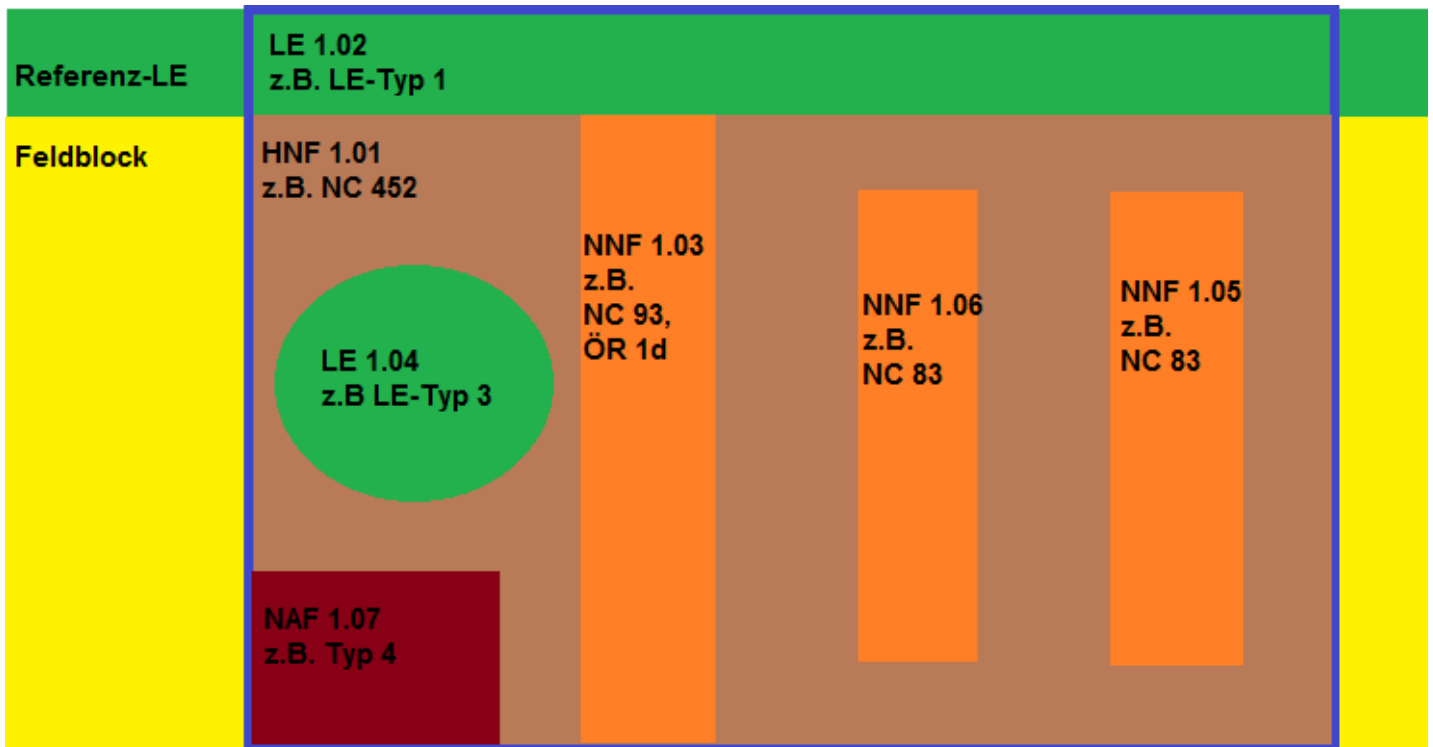 Referenz-LE
LE 1.02
z.B. LE-Typ 1
Feldblock
HNF 1.01
z.B. NC 452
LE 1.04
z.B LE-Typ 3
NNF 1.03
z.B.
NC 93,
ÖR 1d
NNF 1.06
z.B.
NC 83
NNF 1.05
z.B.
NC 83
NAF 1.07
z.B. Typ 4